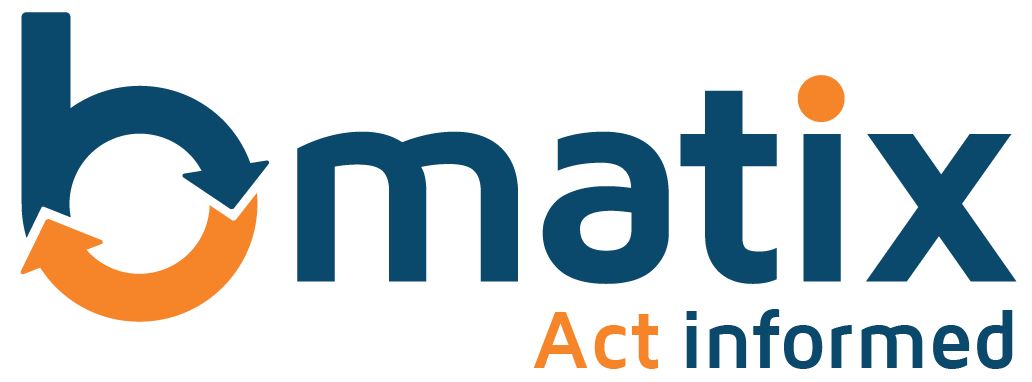 bmatix
Act informed